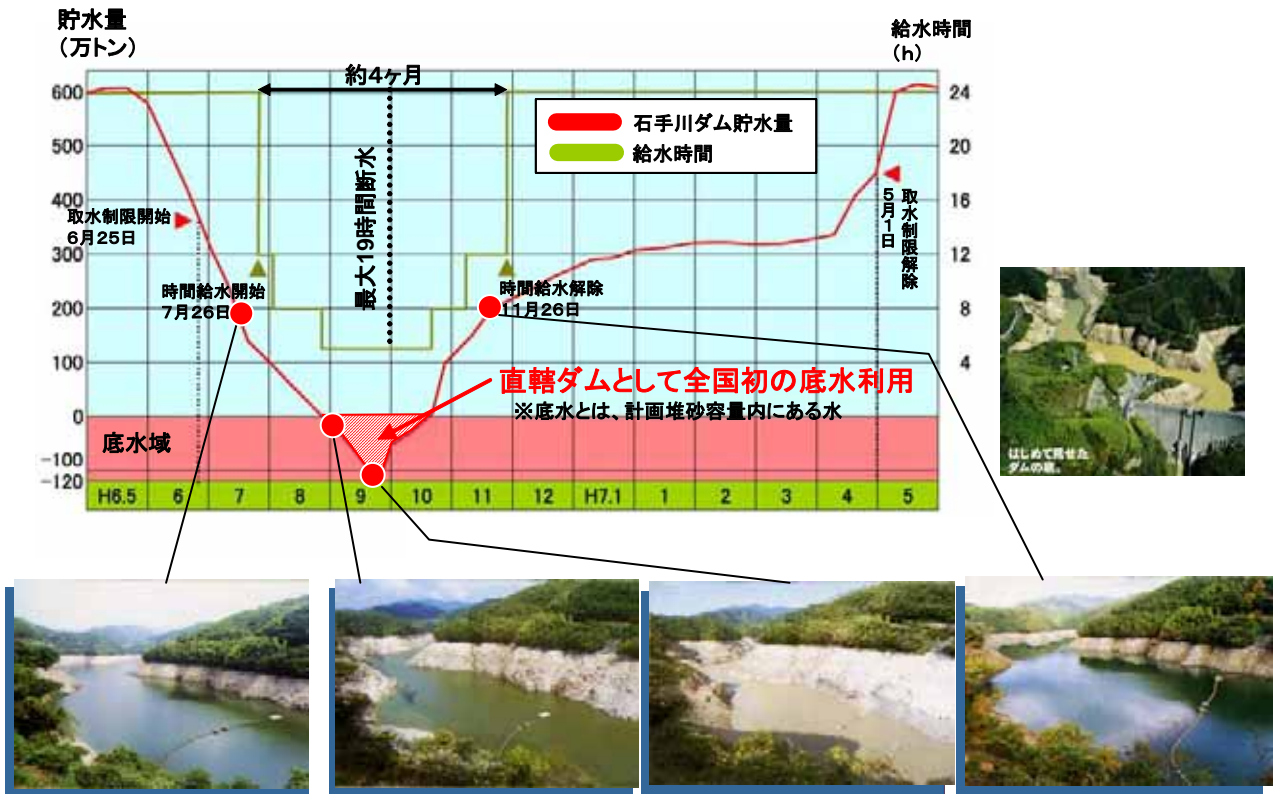 貯水量
（万トン）
給水時間
（h）
約4ヶ月
600
500
400
300
200
100
0
-100
-120
24
20
16
12
8
4
石手川ダム貯水量
給水時間
最大19時間断水
取水制限開始
6月25日
時間給水開始
7月26日
時間給水解除
11月26日
取水制限解除
5月1日
直轄ダムとして全国初の底水利用
※底水とは、計画堆砂容量内にある水
底水域
H6.5 6 7 8 9 10 11 12 H7.1 1 2 3 4 5
はじめて見せた
ダムの底。